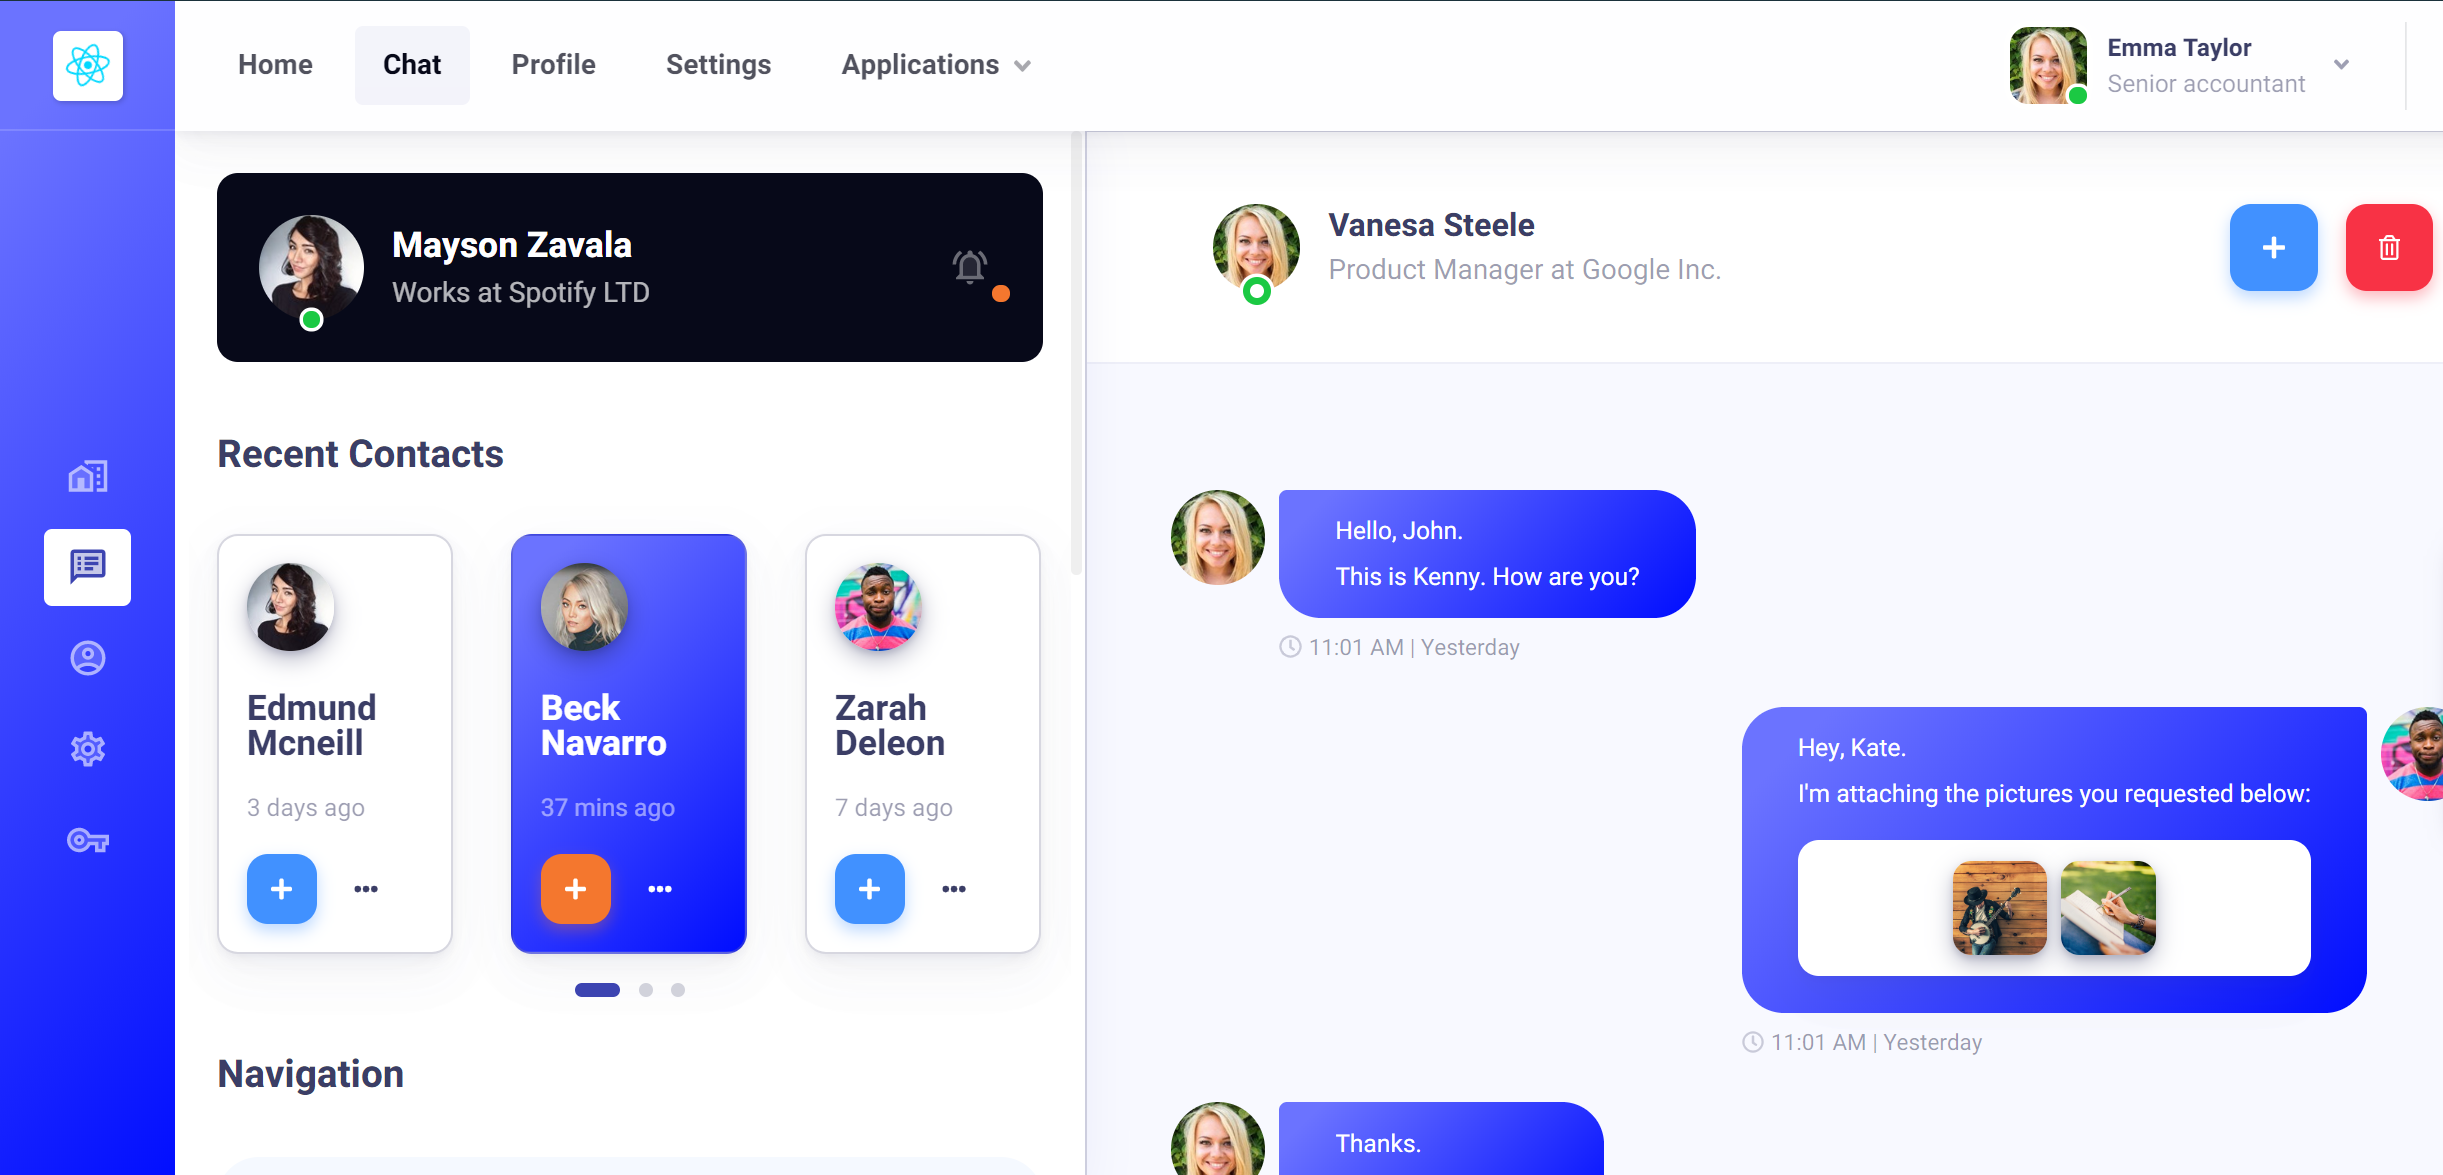 Home
Chat
Profile
Settings
Applications
Emma Taylor
Senior accountant
Mayson Zavala
Works at Spotify LTD
Recent Contacts
Edmund
Mcneill
3 days ago
Beck
Navarro
37 mins ago
Zarah
Deleon
7 days ago
Navigation
Vanesa Steele
Product Manager at Google Inc.
Hello, John.
This is Kenny. How are you?
11:01 AM | Yesterday
Hey, Kate.
I'm attaching the pictures you requested below:
11:01 AM | Yesterday
Thanks.